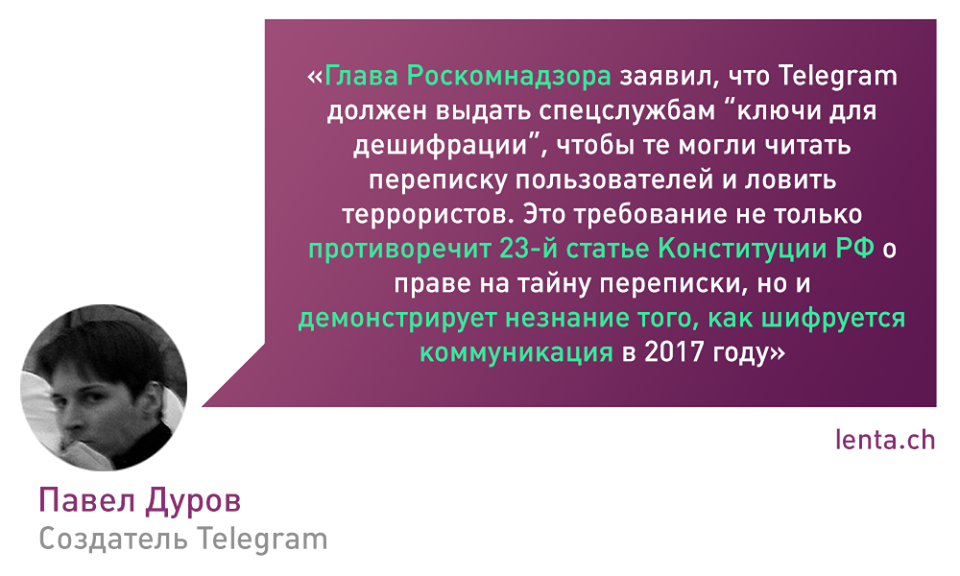 «Глава Роскомнадзора заявил, что Telegram
должен выдать спецслужбам “ключи для
дешифрации”, чтобы те могли читать
переписку пользователей и ловить
террористов. Это требование не только
противоречит 23-й статье Конституции РФ о
праве на тайну переписки, но и
демонстрирует незнание того, как шифруется
коммуникация в 2017 году»
lenta.ch
Павел Дуров
Создатель Telegram